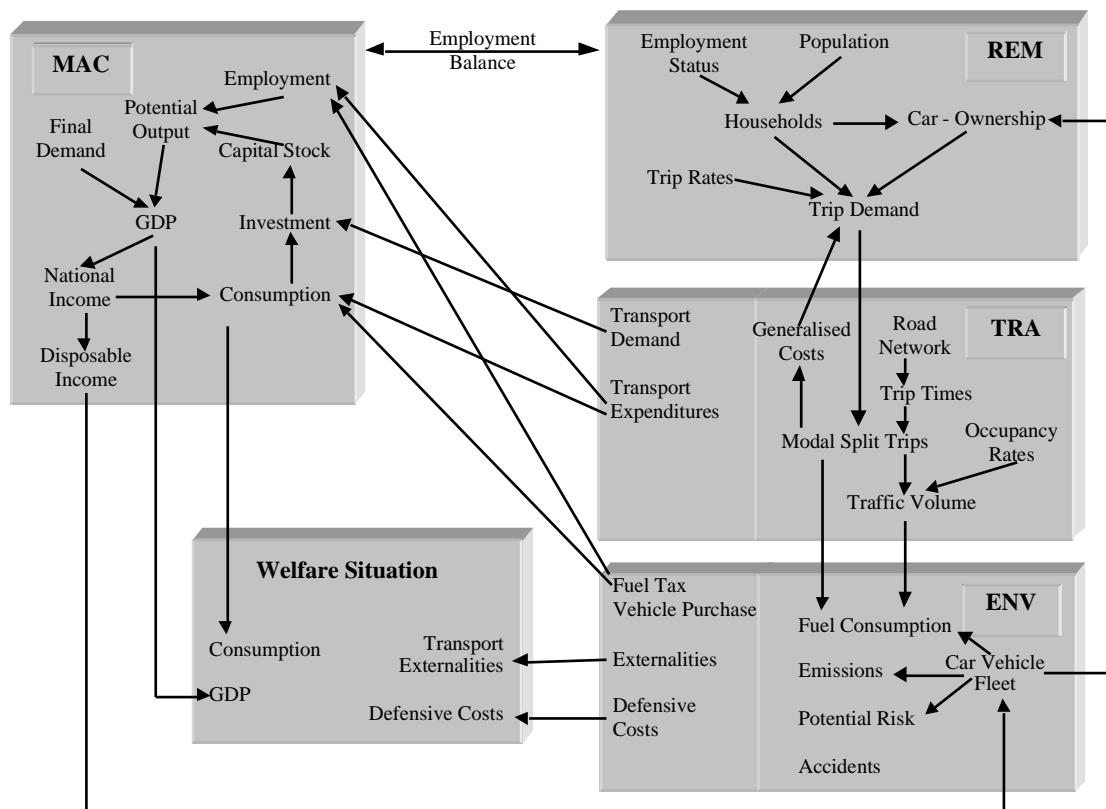 MAC
Employment
Potential
Output
Final
Demand
Capital Stock
GDP
Investment
National
Income
Consumption
Disposable
Income
Employment
Balance
REM
Employment
Status
Population
Households
Car - Ownership
Trip Rates
Trip Demand
TRA
Transport
Demand
Generalised
Costs
Road
Network
Transport
Expenditures
Trip Times
Modal Split Trips
Occupancy
Rates
Traffic Volume
Welfare Situation
Consumption
Transport
Externalities
GDP
Defensive Costs
ENV
Fuel Tax
Vehicle Purchase
Fuel Consumption
Externalities
Emissions
Car Vehicle
Fleet
Defensive
Costs
Potential Risk
Accidents